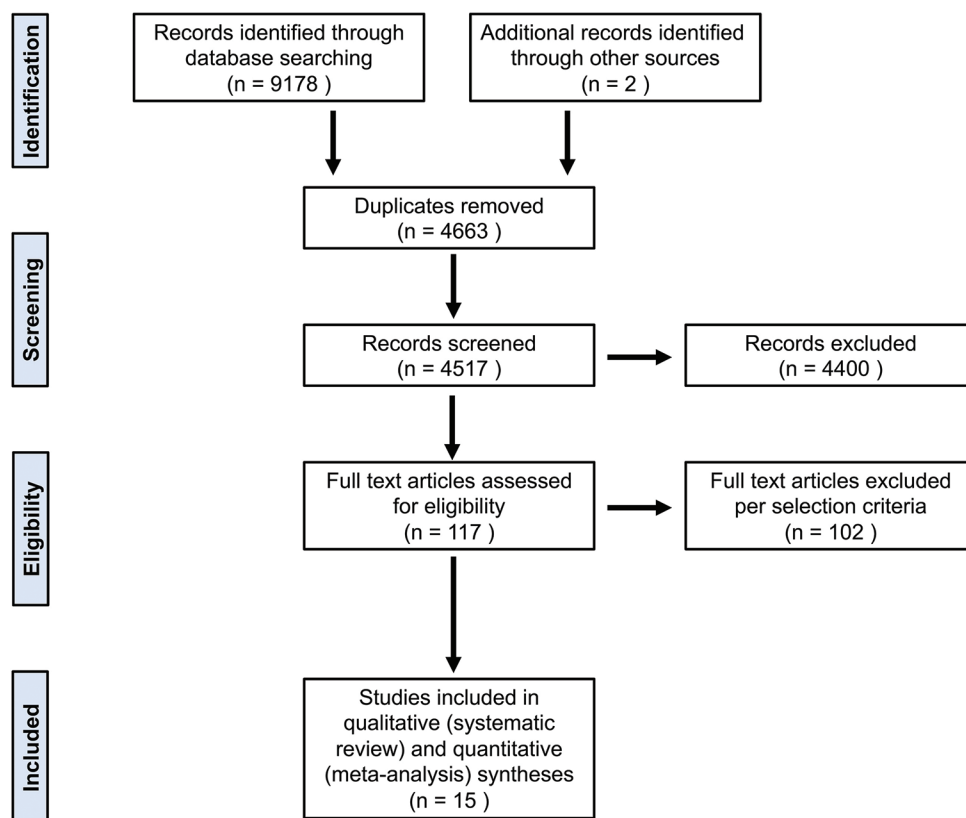 Identification
Records identified through
database searching
(n = 9178 )
Additional records identified
through other sources
(n = 2 )
Duplicates removed
(n = 4663 )
Screening
Records screened
(n = 4517 )
Records excluded
(n = 4400 )
Eligibility
Full text articles assessed
for eligibility
(n = 117 )
Full text articles excluded
per selection criteria
(n = 102 )
Included
Studies included in
qualitative (systematic
review) and quantitative
(meta-analysis) syntheses
(n = 15 )